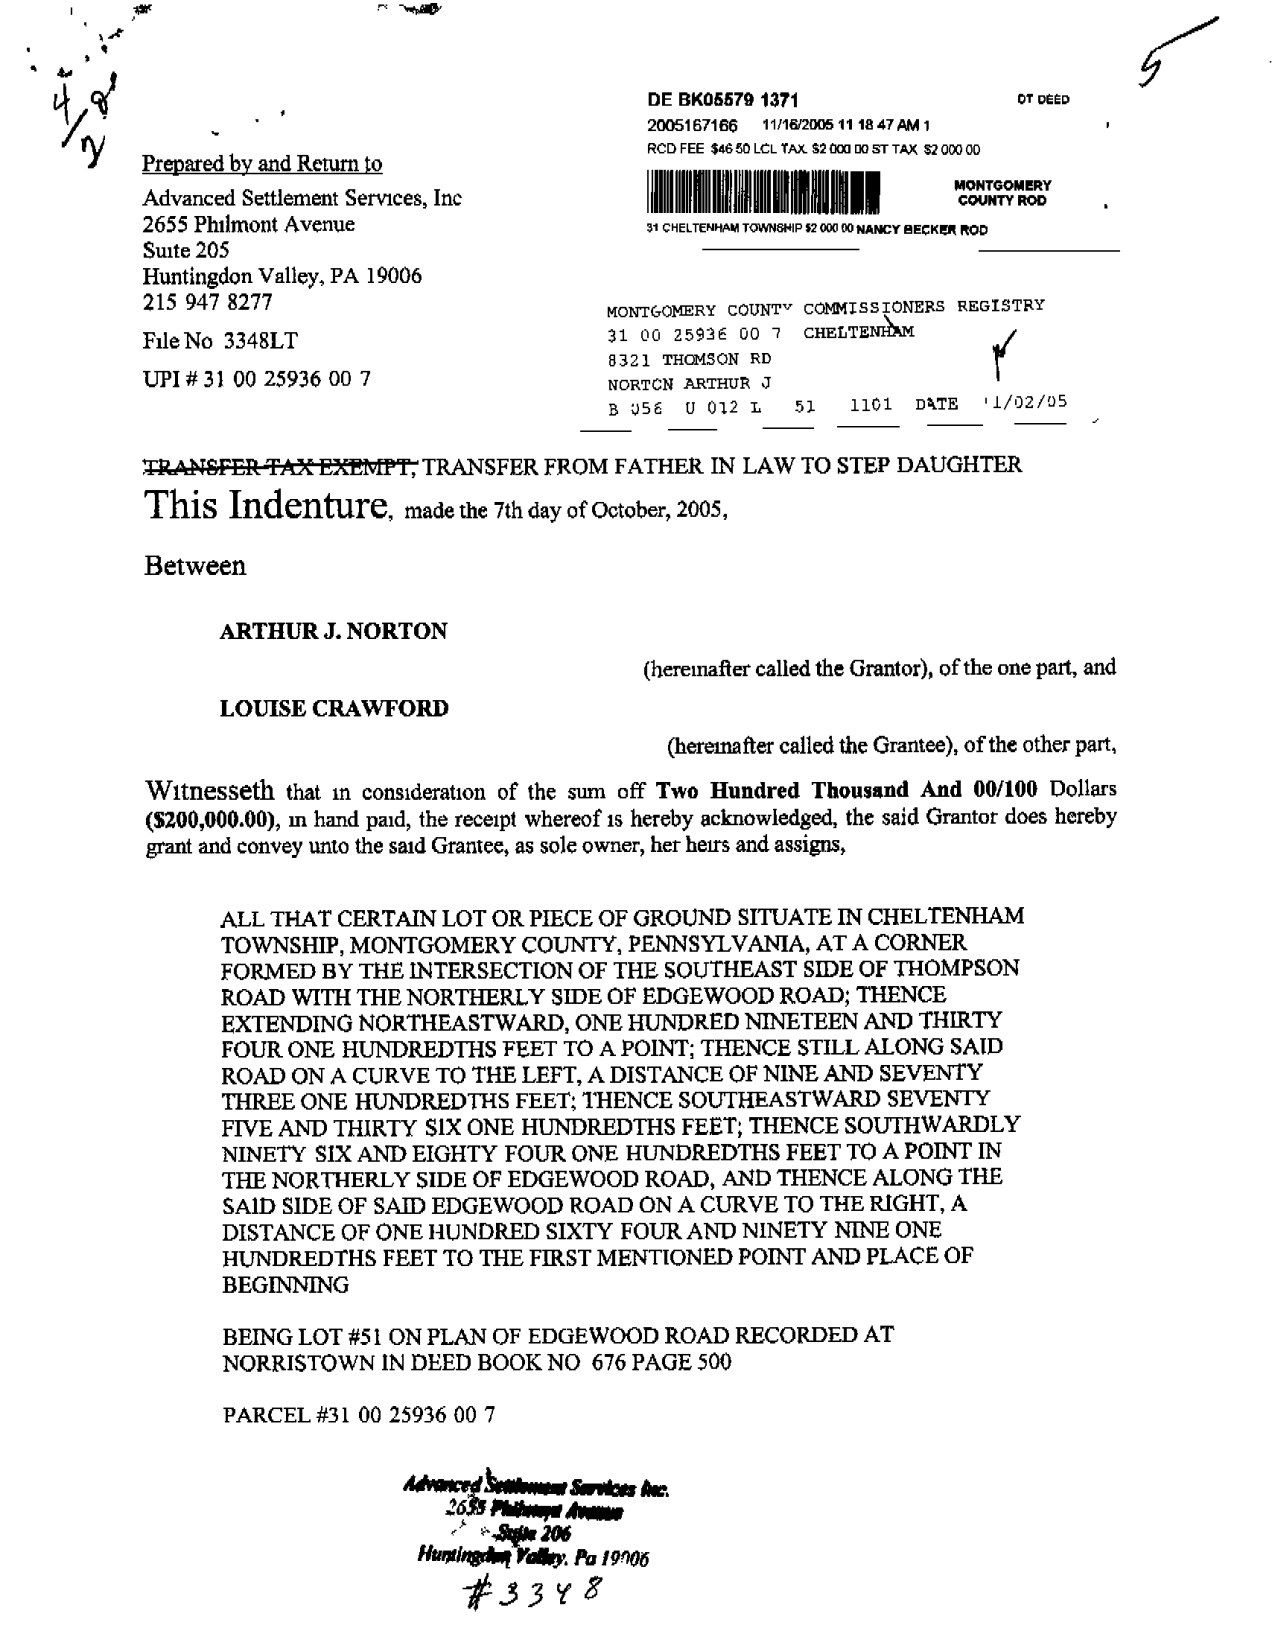 4/2 8
5
DE BK05579 1371 DT DEED
2005167166 11/16/2005 11 18 47 AM 1
RCD FEE $46 50 LCL TAX $2 000 00 ST TAX $2 000 00
MONTGOMERY
COUNTY ROD
31 CHELTENHAM TOWNSHIP $2 000 00 NANCY BECKER ROD
Prepared by and Return to
Advanced Settlement Services, Inc
2655 Philmont Avenue
Suite 205
Huntingdon Valley, PA 19006
215 947 8277
File No 3348LT
UPI # 31 00 25936 00 7
MONTGOMERY COUNTY COMMISSIONERS REGISTRY
31 00 25936 00 7 CHELTENHAM
8321 THOMSON RD
NORTON ARTHUR J
B 056 U 012 L 51 1101 DATE 11/02/05
TRANSFER TAX EXEMPT, TRANSFER FROM FATHER IN LAW TO STEP DAUGHTER
This Indenture, made the 7th day of October, 2005,
Between
ARTHUR J. NORTON
(hereinafter called the Grantor), of the one part, and
LOUISE CRAWFORD
(hereinafter called the Grantee), of the other part,
Witnesseth that in consideration of the sum off Two Hundred Thousand And 00/100 Dollars
($200,000.00), in hand paid, the receipt whereof is hereby acknowledged, the said Grantor does hereby
grant and convey unto the said Grantee, as sole owner, her heirs and assigns,
ALL THAT CERTAIN LOT OR PIECE OF GROUND SITUATE IN CHELTENHAM
TOWNSHIP, MONTGOMERY COUNTY, PENNSYLVANIA, AT A CORNER
FORMED BY THE INTERSECTION OF THE SOUTHEAST SIDE OF THOMPSON
ROAD WITH THE NORTHERLY SIDE OF EDGEWOOD ROAD; THENCE
EXTENDING NORTHEASTWARD, ONE HUNDRED NINETEEN AND THIRTY
FOUR ONE HUNDREDTHS FEET TO A POINT; THENCE STILL ALONG SAID
ROAD ON A CURVE TO THE LEFT, A DISTANCE OF NINE AND SEVENTY
THREE ONE HUNDREDTHS FEET; THENCE SOUTHEASTWARD SEVENTY
FIVE AND THIRTY SIX ONE HUNDREDTHS FEET; THENCE SOUTHWARDLY
NINETY SIX AND EIGHTY FOUR ONE HUNDREDTHS FEET TO A POINT IN
THE NORTHERLY SIDE OF EDGEWOOD ROAD, AND THENCE ALONG THE
SAID SIDE OF SAID EDGEWOOD ROAD ON A CURVE TO THE RIGHT, A
DISTANCE OF ONE HUNDRED SIXTY FOUR AND NINETY NINE ONE
HUNDREDTHS FEET TO THE FIRST MENTIONED POINT AND PLACE OF
BEGINNING
BEING LOT #51 ON PLAN OF EDGEWOOD ROAD RECORDED AT
NORRISTOWN IN DEED BOOK NO 676 PAGE 500
PARCEL #31 00 25936 00 7
Advanced Settlement Services Inc.
2655 Philmont Avenue
Suite 206
Huntingdon Valley, Pa 19006
#3348